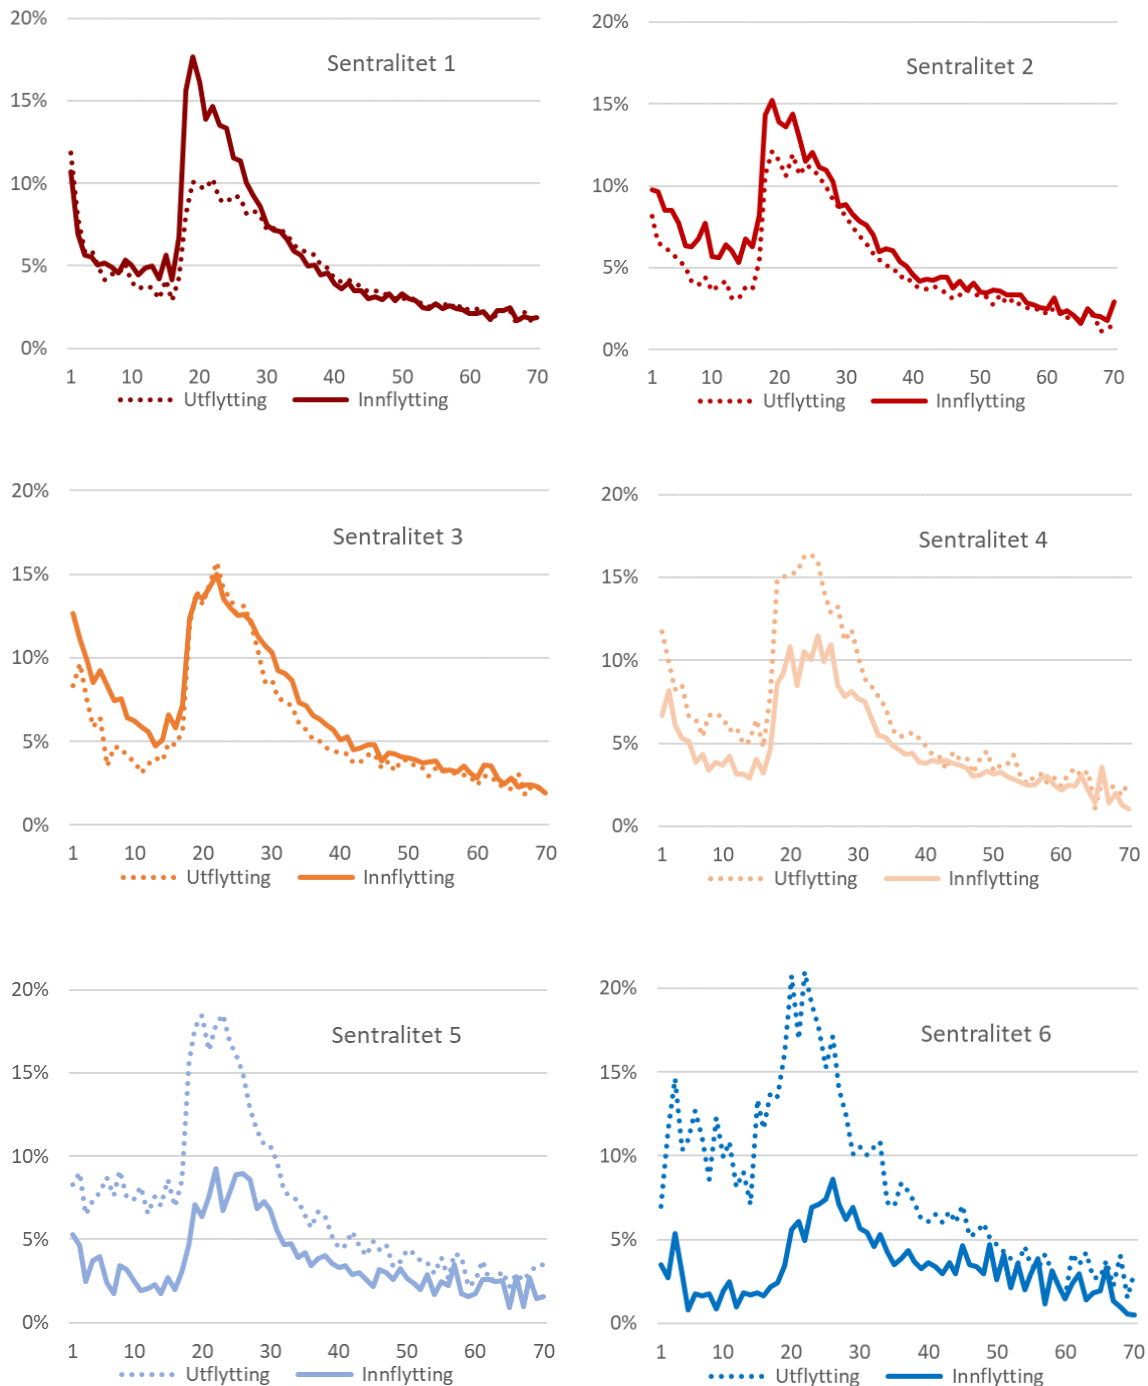 20%
Sentralitet 1
15%
10%
5%
0%
1 10 20 30 40 50 60 70
Utflytting Innflytting
20%
Sentralitet 2
15%
10%
5%
0%
1 10 20 30 40 50 60 70
Utflytting Innflytting
20%
Sentralitet 3
15%
10%
5%
0%
1 10 20 30 40 50 60 70
Utflytting Innflytting
20%
Sentralitet 4
15%
10%
5%
0%
1 10 20 30 40 50 60 70
Utflytting Innflytting
20%
Sentralitet 5
15%
10%
5%
0%
1 10 20 30 40 50 60 70
Utflytting Innflytting
20%
Sentralitet 6
15%
10%
5%
0%
1 10 20 30 40 50 60 70
Utflytting Innflytting